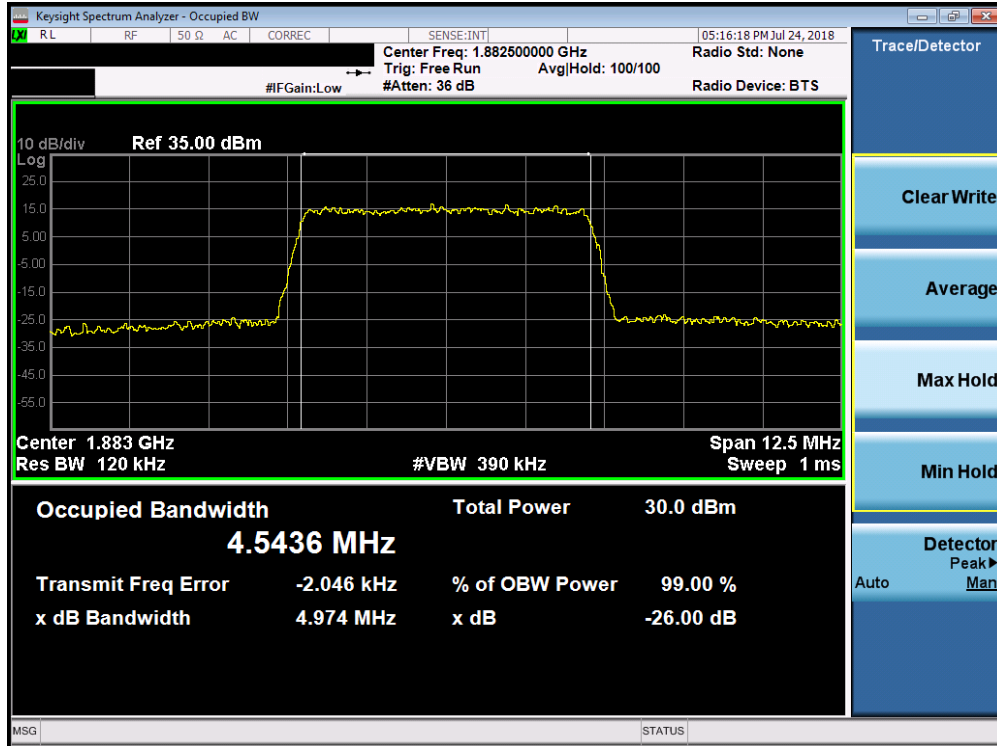 Keysight Spectrum Analyzer - Occupied BW
LXI RL RF 50 Ω AC CORREC SENSE:INT 05:16:18 PM Jul 24, 2018
Center Freq: 1.882500000 GHz Radio Std: None
Trig: Free Run Avg|Hold: 100/100
#IFGain:Low #Atten: 36 dB Radio Device: BTS
10 dB/div Ref 35.00 dBm
Log
25.0
15.0
5.00
-5.00
-15.0
-25.0
-35.0
-45.0
-55.0
Center 1.883 GHz Span 12.5 MHz
Res BW 120 kHz #VBW 390 kHz Sweep 1 ms
Occupied Bandwidth Total Power 30.0 dBm
4.5436 MHz
Transmit Freq Error -2.046 kHz % of OBW Power 99.00 %
x dB Bandwidth 4.974 MHz x dB -26.00 dB
MSG STATUS
Trace/Detector
Clear Write
Average
Max Hold
Min Hold
Detector
Peak▶
Auto Man